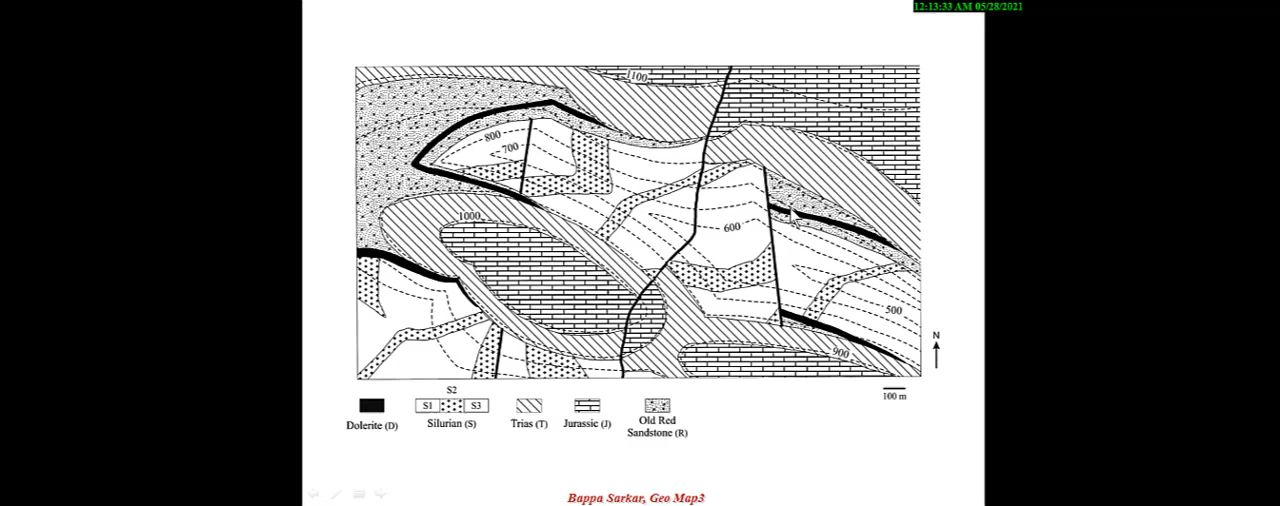 12:13:33 AM 05/28/2021
1100
800
700
1000
600
500
900
N
100 m
S2
S1 S3
Dolerite (D) Silurian (S) Trias (T) Jurassic (J) Old Red
Sandstone (R)
Bappa Sarkar, Geo Map3